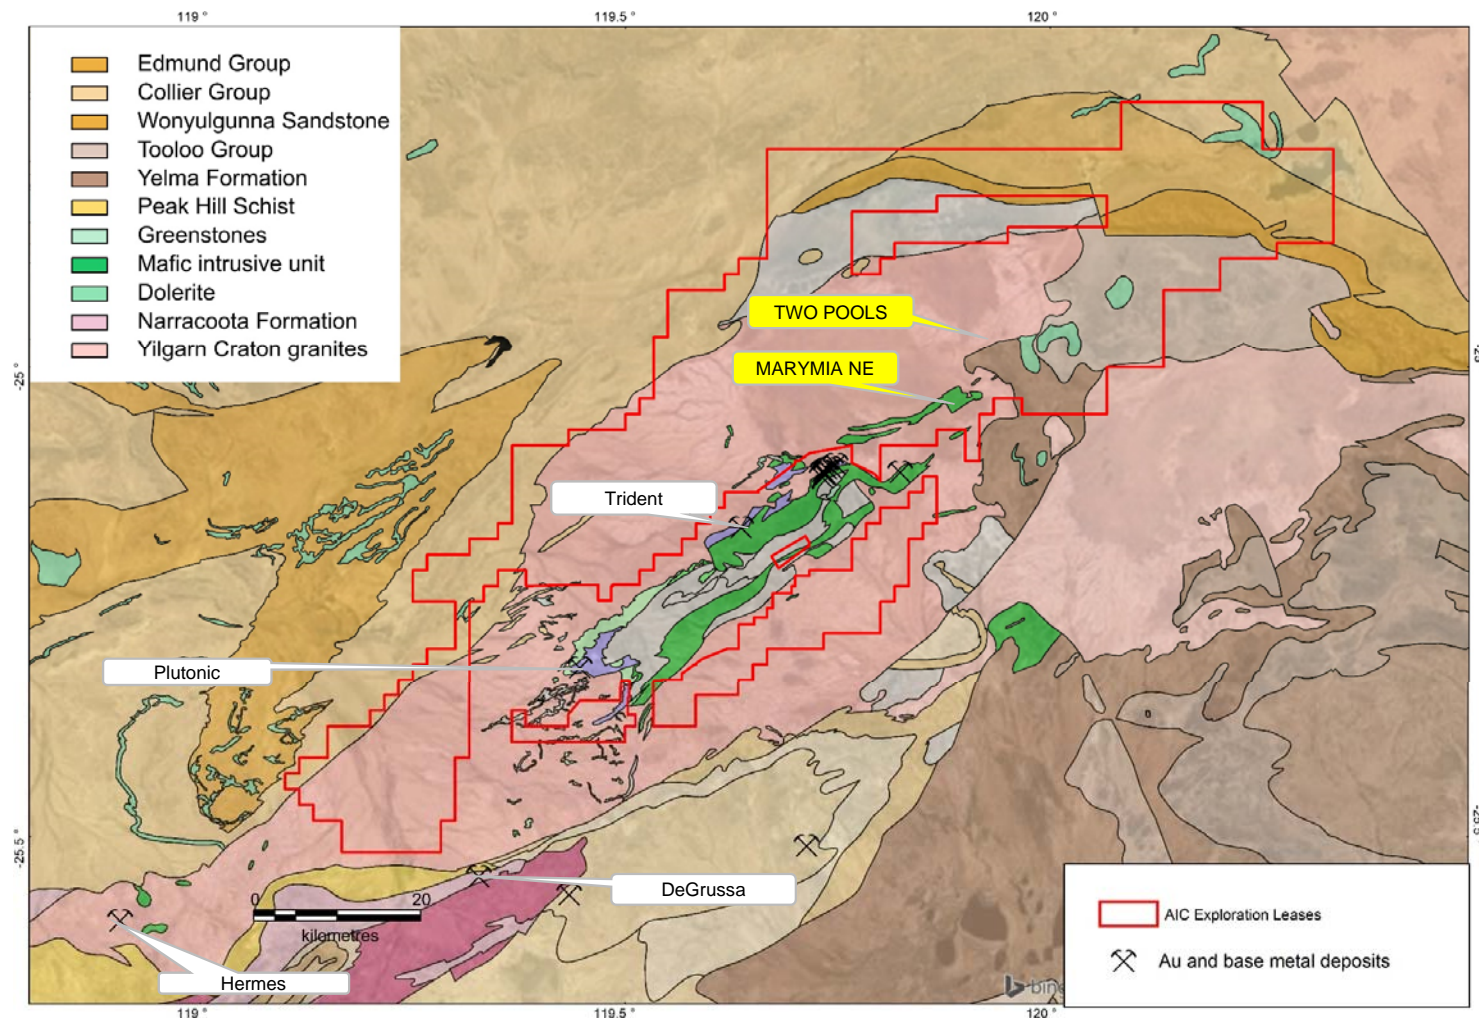 119 °
119.5 °
120 °
Edmund Group
Collier Group
Wonyulgunna Sandstone
Tooloo Group
Yelma Formation
Peak Hill Schist
Greenstones
Mafic intrusive unit
Dolerite
Narracoota Formation
Yilgarn Craton granites
TWO POOLS
MARYMIA NE
-25 °
Trident
Plutonic
-25.5 °
DeGrussa
0
20
kilometres
Hermes
AIC Exploration Leases
Au and base metal deposits
bing
119 °
119.5 °
120 °